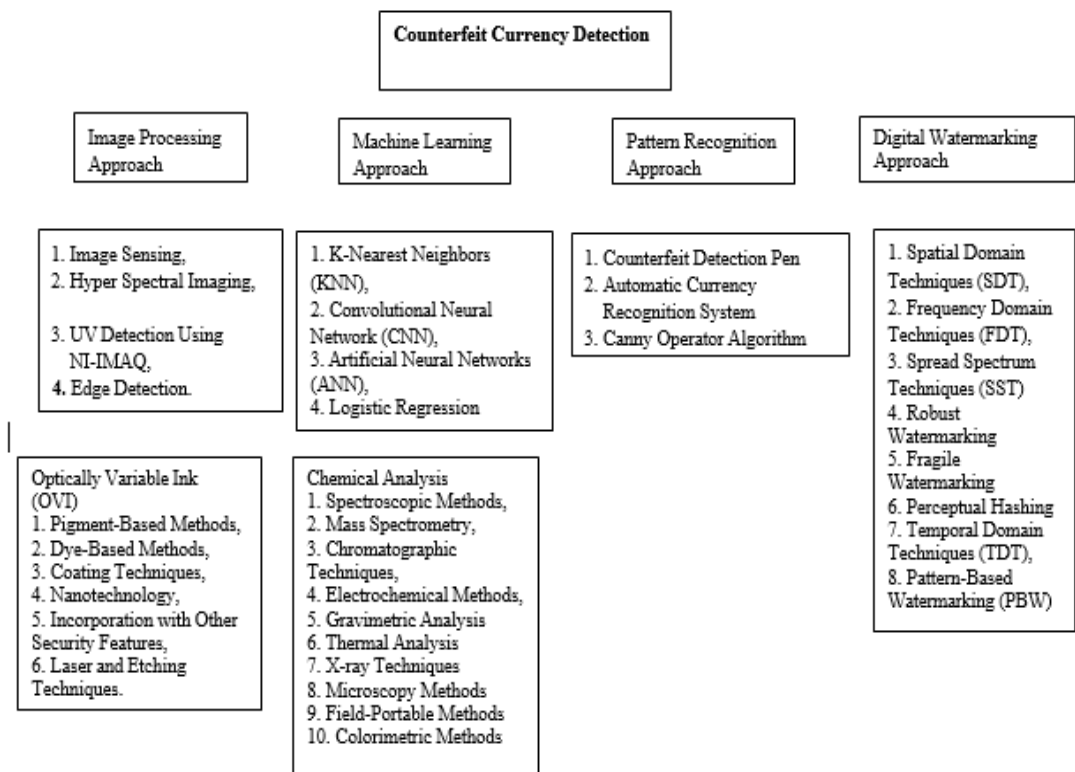 Counterfeit Currency Detection
Image Processing
Approach
Machine Learning
Approach
Pattern Recognition
Approach
Digital Watermarking
Approach
1. Image Sensing,
2. Hyper Spectral Imaging,
3. UV Detection Using
NI-IMAQ,
4. Edge Detection.
1. K-Nearest Neighbors
(KNN),
2. Convolutional Neural
Network (CNN),
3. Artificial Neural Networks
(ANN),
4. Logistic Regression
1. Counterfeit Detection Pen
2. Automatic Currency
Recognition System
3. Canny Operator Algorithm
1. Spatial Domain
Techniques (SDT),
2. Frequency Domain
Techniques (FDT),
3. Spread Spectrum
Techniques (SST)
4. Robust
Watermarking
5. Fragile
Watermarking
6. Perceptual Hashing
7. Temporal Domain
Techniques (TDT),
8. Pattern-Based
Watermarking (PBW)
Optically Variable Ink
(OVI)
1. Pigment-Based Methods,
2. Dye-Based Methods,
3. Coating Techniques,
4. Nanotechnology,
5. Incorporation with Other
Security Features,
6. Laser and Etching
Techniques.
Chemical Analysis
1. Spectroscopic Methods,
2. Mass Spectrometry,
3. Chromatographic
Techniques,
4. Electrochemical Methods,
5. Gravimetric Analysis
6. Thermal Analysis
7. X-ray Techniques
8. Microscopy Methods
9. Field-Portable Methods
10. Colorimetric Methods